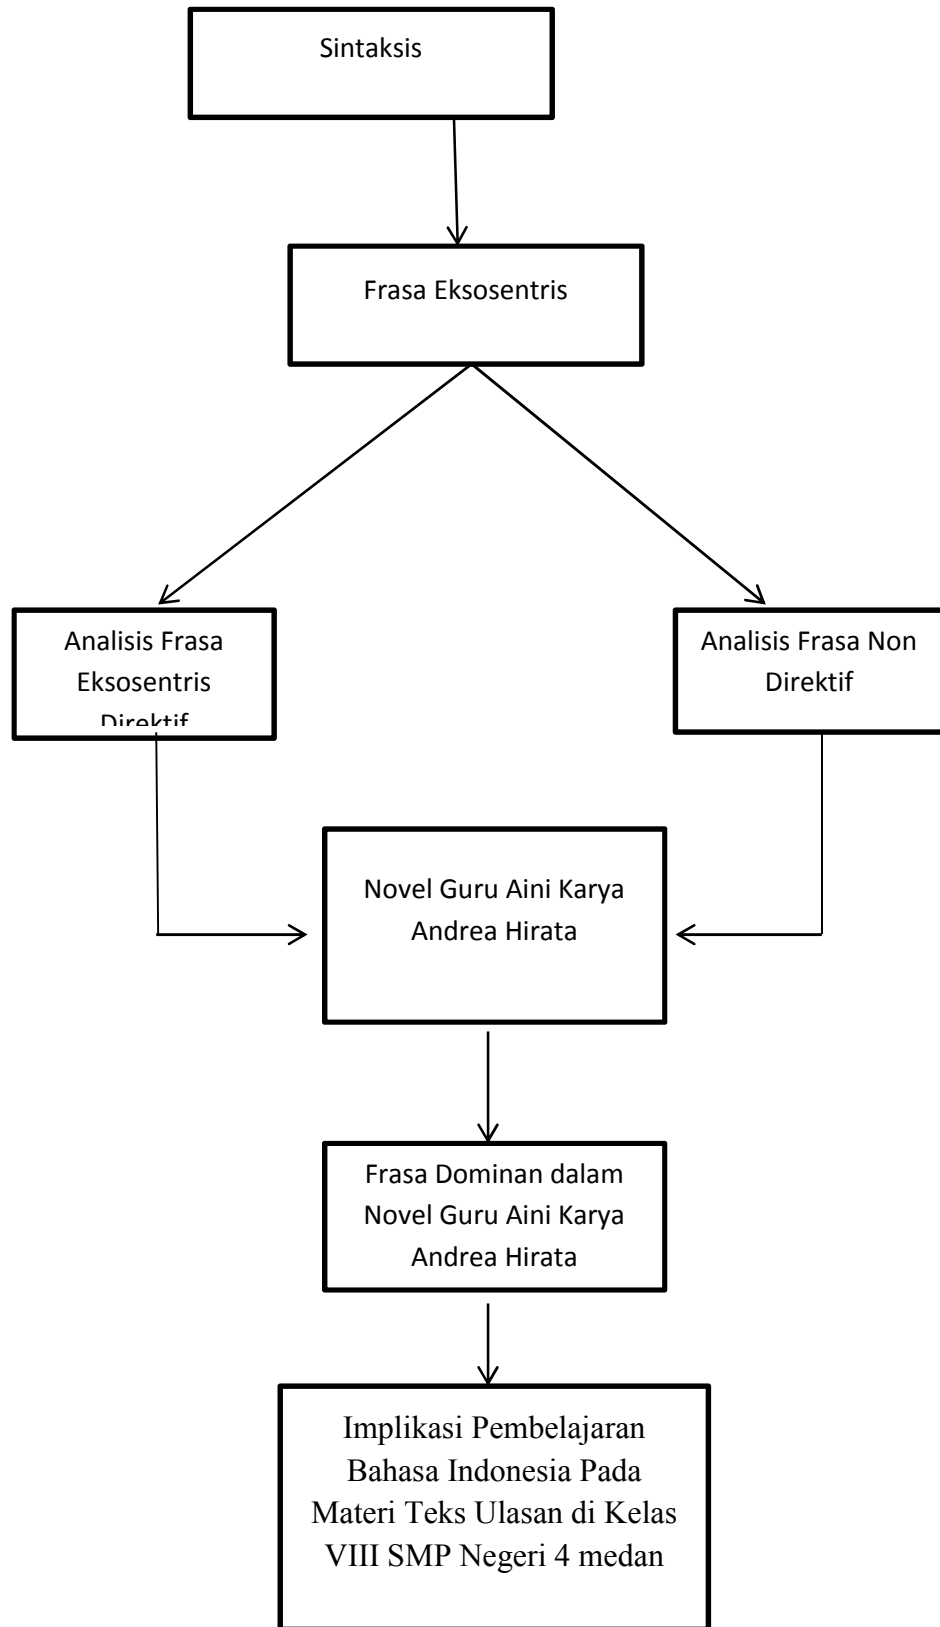 Sintaksis
Frasa Eksosentris
Analisis Frasa
Eksosentris
Direktif
Analisis Frasa Non
Direktif
Novel Guru Aini Karya
Andrea Hirata
Frasa Dominan dalam
Novel Guru Aini Karya
Andrea Hirata
Implikasi Pembelajaran
Bahasa Indonesia Pada
Materi Teks Ulasan di Kelas
VIII SMP Negeri 4 medan